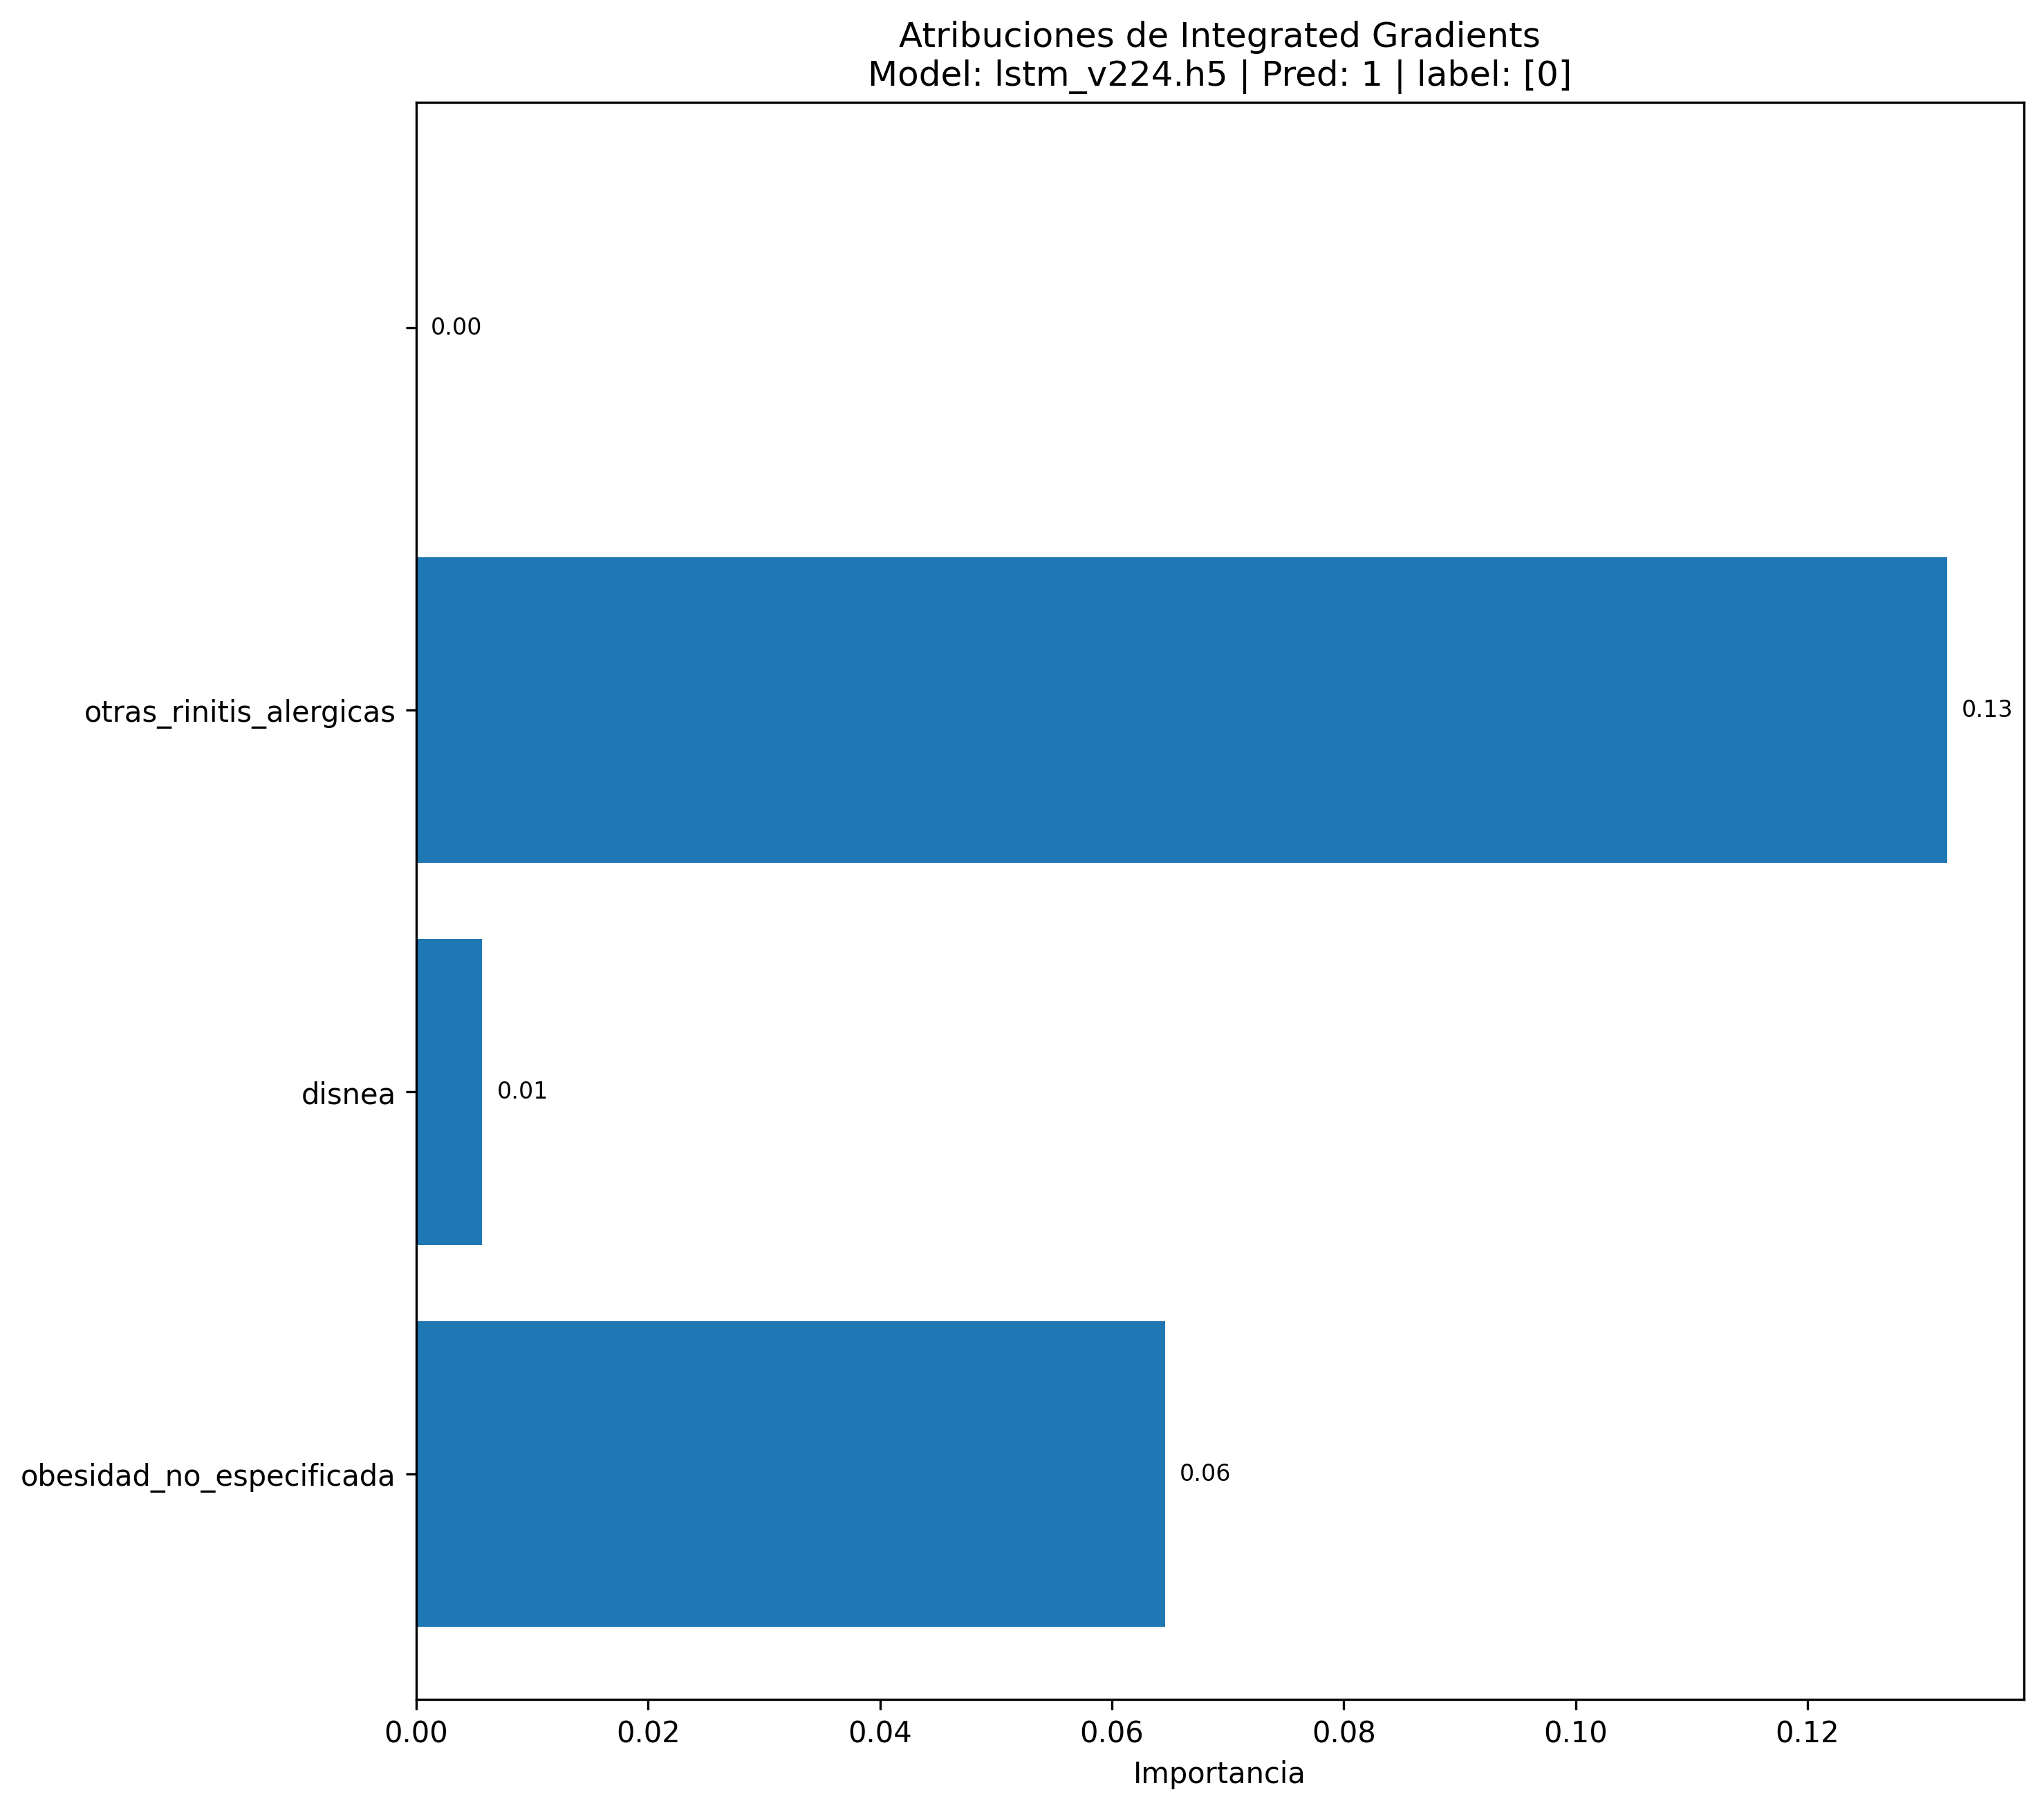 Atribuciones de Integrated Gradients
Model: lstm_v224.h5 | Pred: 1 | label: [0]
0.00
otras_rinitis_alergicas
0.13
disnea
0.01
obesidad_no_especificada
0.06
0.00 0.02 0.04 0.06 0.08 0.10 0.12
Importancia